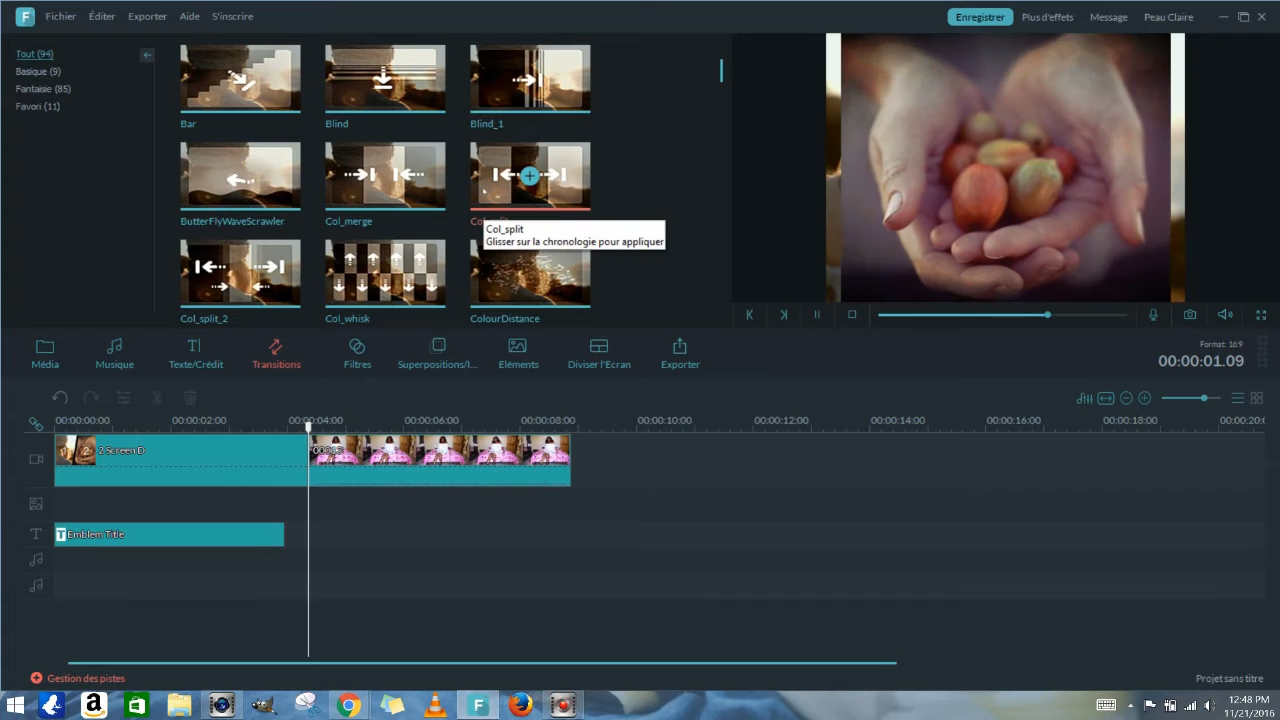 Fichier Éditer Exporter Aide S'inscrire
Enregistrer Plus d'effets Message Peau Claire
Tout (94)
Basique (9)
Fantaisie (85)
Favori (11)
Bar Blind Blind_1
ButterFlyWaveScrawler Col_merge
Col_split
Glisser sur la chronologie pour appliquer
Col_split_2 Col_whisk ColourDistance
Média Musique Texte/Crédit Transitions Filtres Superpositions/I... Eléments Diviser l'Ecran Exporter
Format: 16:9
00:00:01.09
00:00:00:00 00:00:02:00 00:00:04:00 00:00:06:00 00:00:08:00 00:00:10:00 00:00:12:00 00:00:14:00 00:00:16:00 00:00:18:00 00:00:20:0
2 Screen D
T Emblem Title
Gestion des pistes
Projet sans titre
12:48 PM
11/21/2016